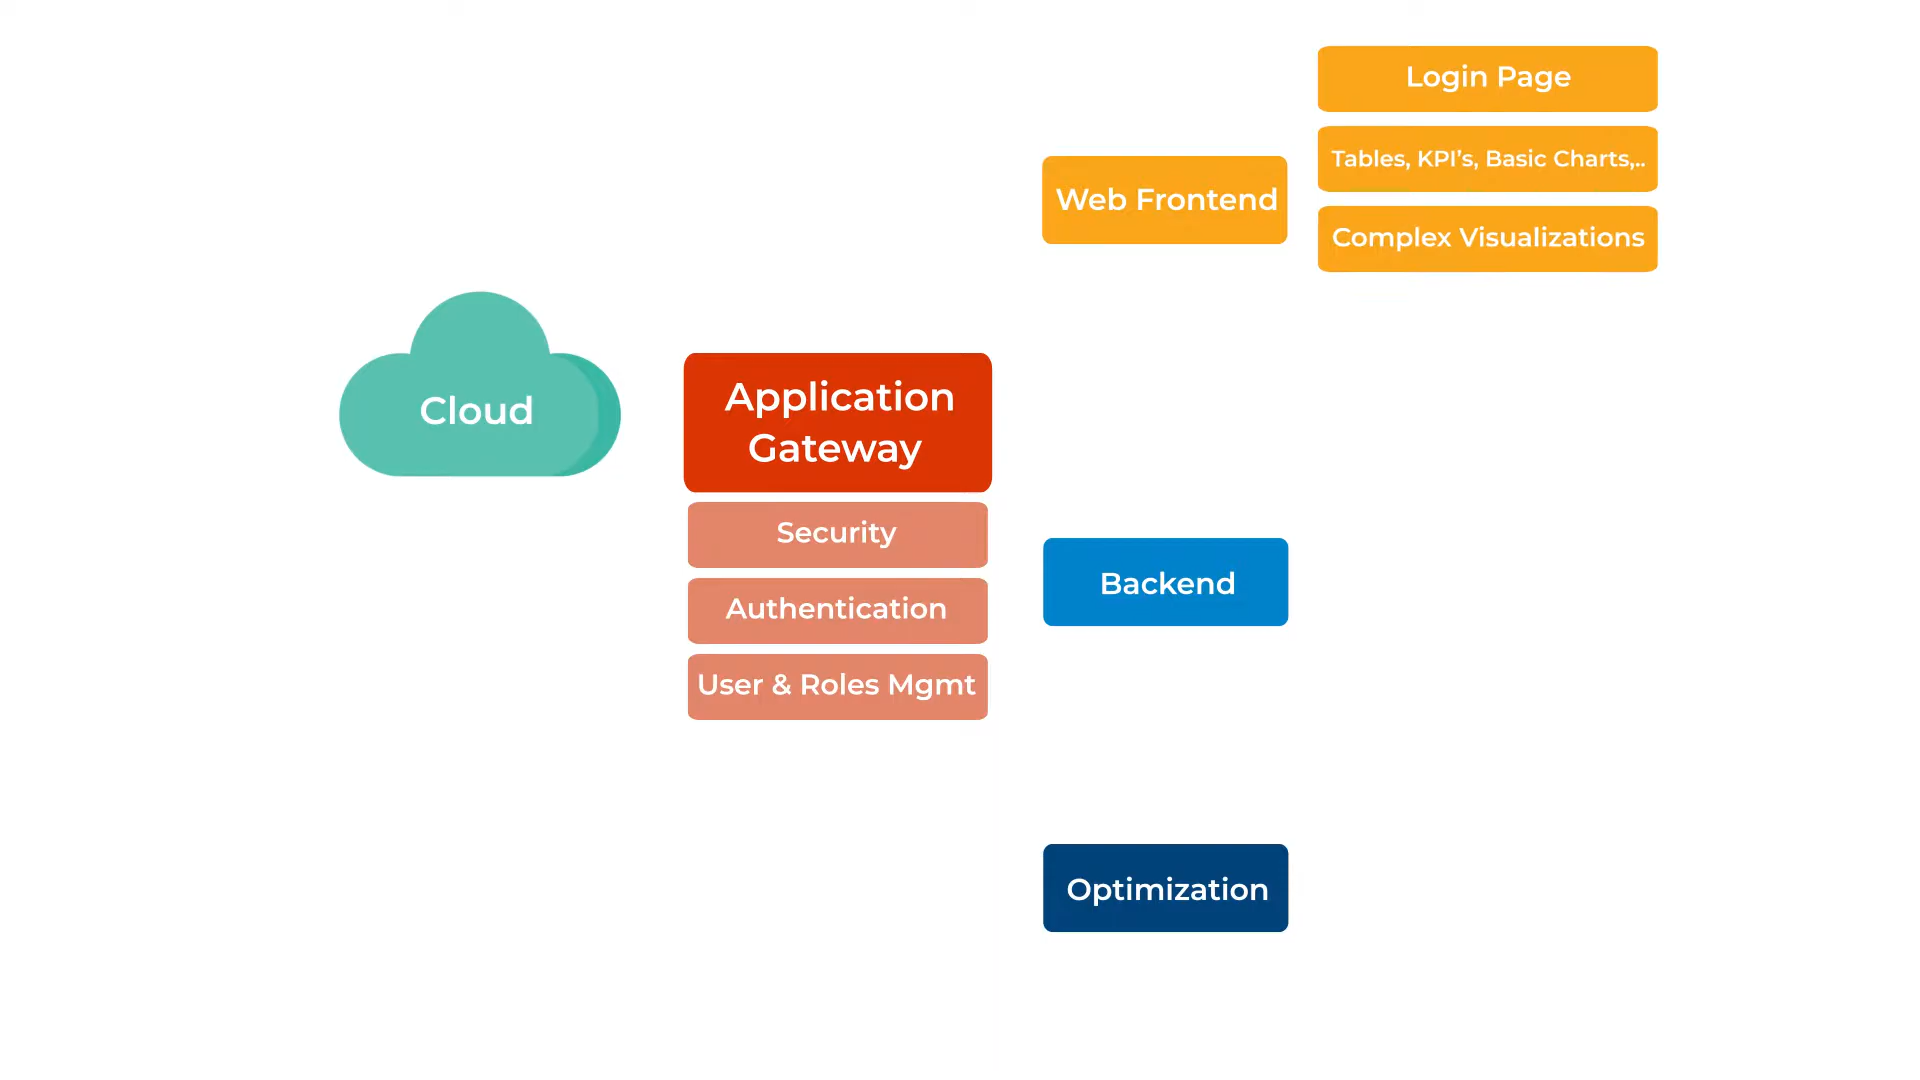 Cloud
Application
Gateway
Security
Authentication
User & Roles Mgmt
Web Frontend
Login Page
Tables, KPI's, Basic Charts,..
Complex Visualizations
Backend
Optimization